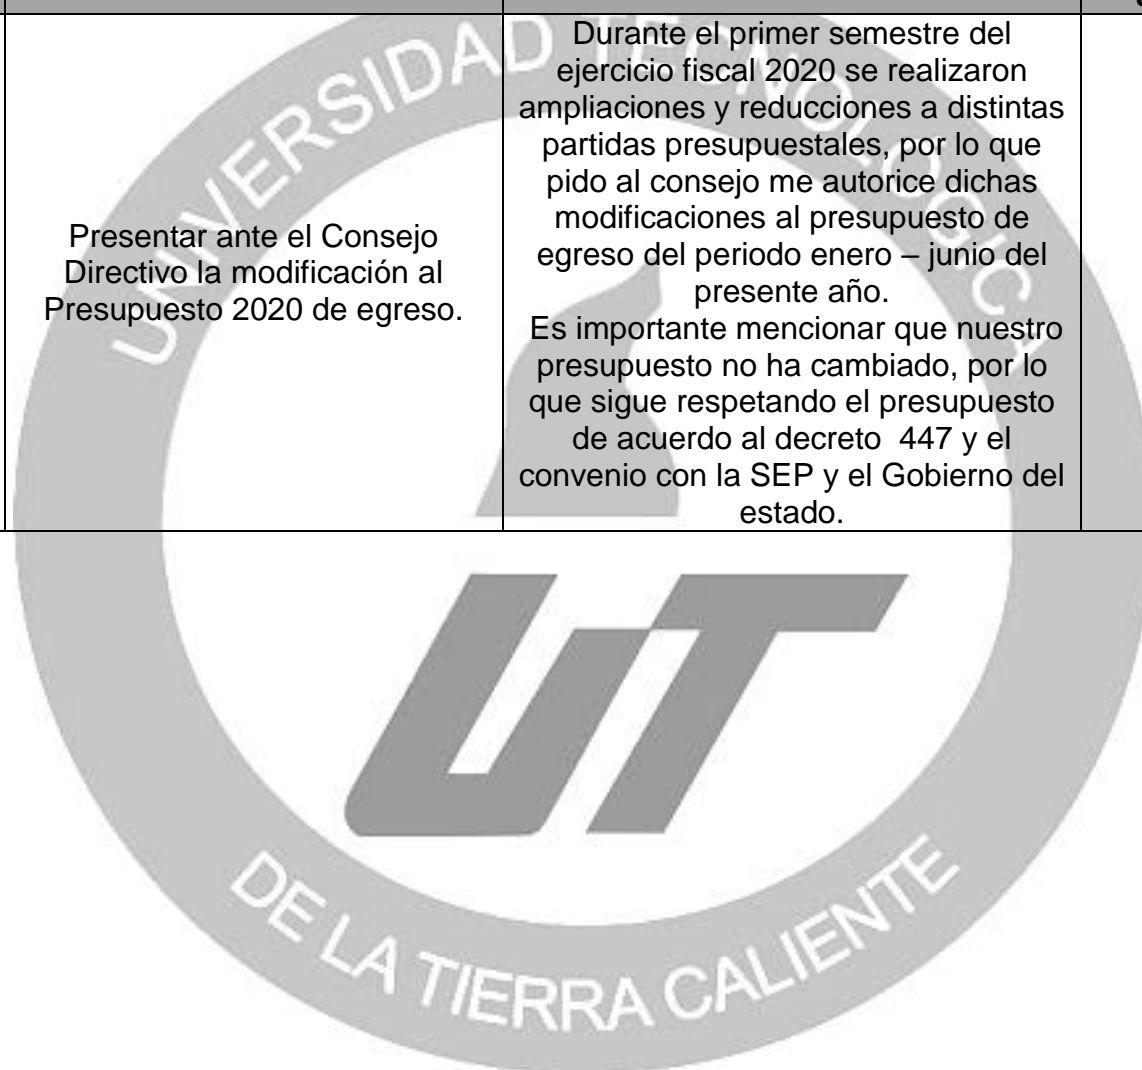 Presentar ante el Consejo
Directivo la modificación al
Presupuesto 2020 de egreso.
Durante el primer semestre del
ejercicio fiscal 2020 se realizaron
ampliaciones y reducciones a distintas
partidas presupuestales, por lo que
pido al consejo me autorice dichas
modificaciones al presupuesto de
egreso del periodo enero – junio del
presente año.
Es importante mencionar que nuestro
presupuesto no ha cambiado, por lo
que sigue respetando el presupuesto
de acuerdo al decreto  447 y el
convenio con la SEP y el Gobierno del
estado.
UNIVERSIDAD TECNOLOGICA
UT
DE LA TIERRA CALIENTE